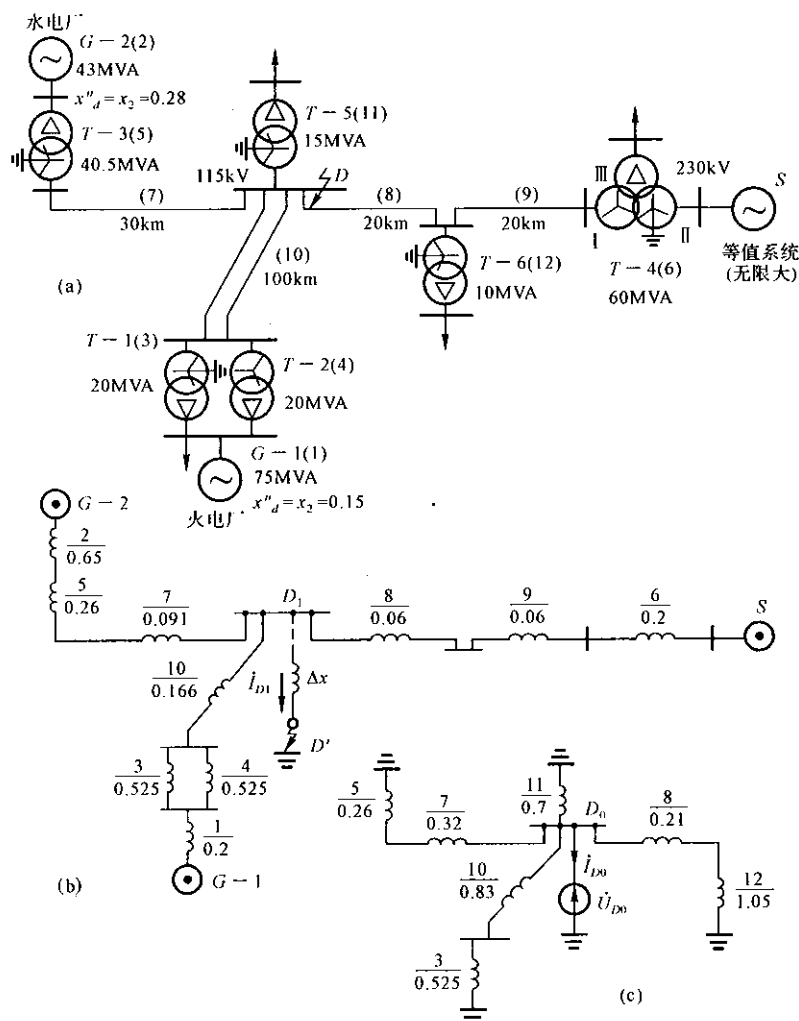 水电厂
G－2(2)
43MVA
x″d＝x2＝0.28
T－3(5)
40.5MVA
(7)
30km
115kV
T－5(11)
15MVA
D
(8)
20km
(9)
20km
Ⅲ
230kV
S
Ⅰ
Ⅱ
等值系统
(无限大)
T－4(6)
60MVA
T－6(12)
10MVA
(10)
100km
(a)
T－1(3)
20MVA
T－2(4)
20MVA
G－1(1)
75MVA
火电厂
x″d＝x2＝0.15
G－2
2
0.65
5
0.26
7
0.091
D1
8
0.06
9
0.06
6
0.2
S
10
0.166
İD1
Δx
D′
3
0.525
4
0.525
1
0.2
G－1
(b)
5
0.26
7
0.32
11
0.7
D0
8
0.21
10
0.83
İD0
U̇D0
12
1.05
3
0.525
(c)